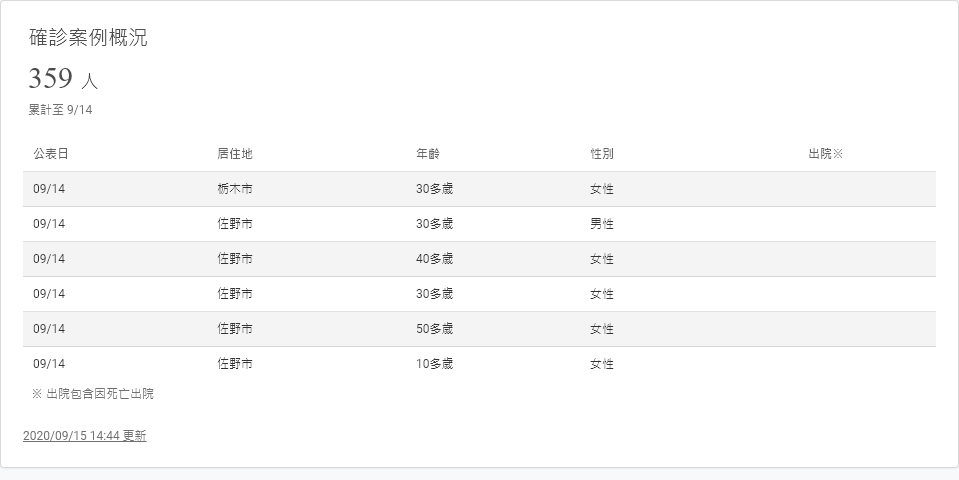 確診案例概況
359 人
累計至 9/14
公表日 居住地 年齡 性別 出院※
09/14 栃木市 30多歲 女性
09/14 佐野市 30多歲 男性
09/14 佐野市 40多歲 女性
09/14 佐野市 30多歲 女性
09/14 佐野市 50多歲 女性
09/14 佐野市 10多歲 女性
※ 出院包含因死亡出院
2020/09/15 14:44 更新